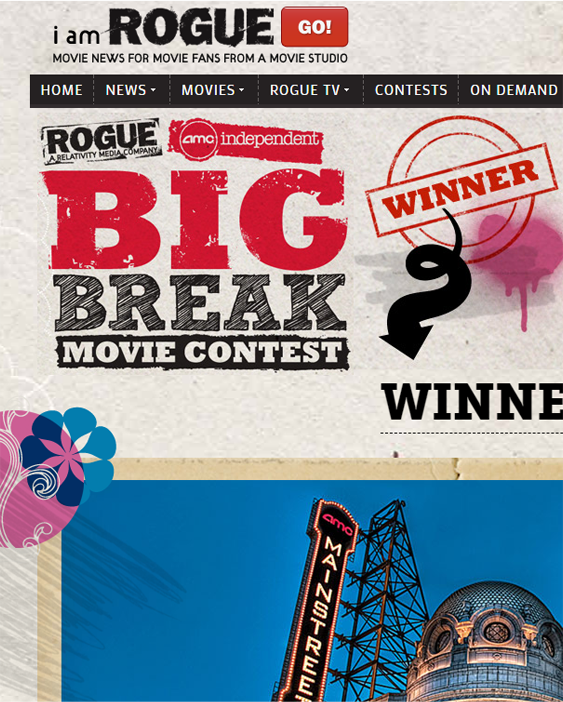 i am ROGUE GO!
MOVIE NEWS FOR MOVIE FANS FROM A MOVIE STUDIO
HOME NEWS MOVIES ROGUE TV CONTESTS ON DEMAND
ROGUE
A RELATIVITY MEDIA COMPANY
amc independent
BIG
BREAK
MOVIE CONTEST
WINNER
WINNE
amc
MAINSTREET